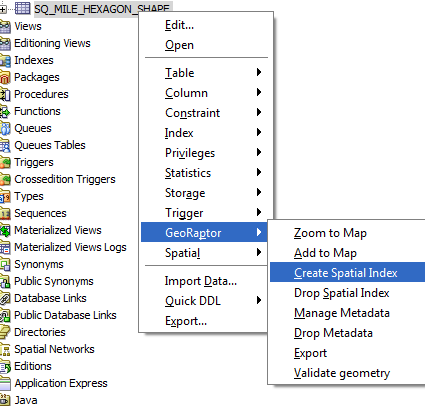 SQ_MILE_HEXAGON_SHAPE
Views
Editioning Views
Indexes
Packages
Procedures
Functions
Queues
Queues Tables
Triggers
Crossedition Triggers
Types
Sequences
Materialized Views
Materialized Views Logs
Synonyms
Public Synonyms
Database Links
Public Database Links
Directories
Spatial Networks
Editions
Application Express
Java
Edit...
Open
Table
Column
Constraint
Index
Privileges
Statistics
Storage
Trigger
GeoRaptor
Spatial
Import Data...
Quick DDL
Export...
Zoom to Map
Add to Map
Create Spatial Index
Drop Spatial Index
Manage Metadata
Drop Metadata
Export
Validate geometry